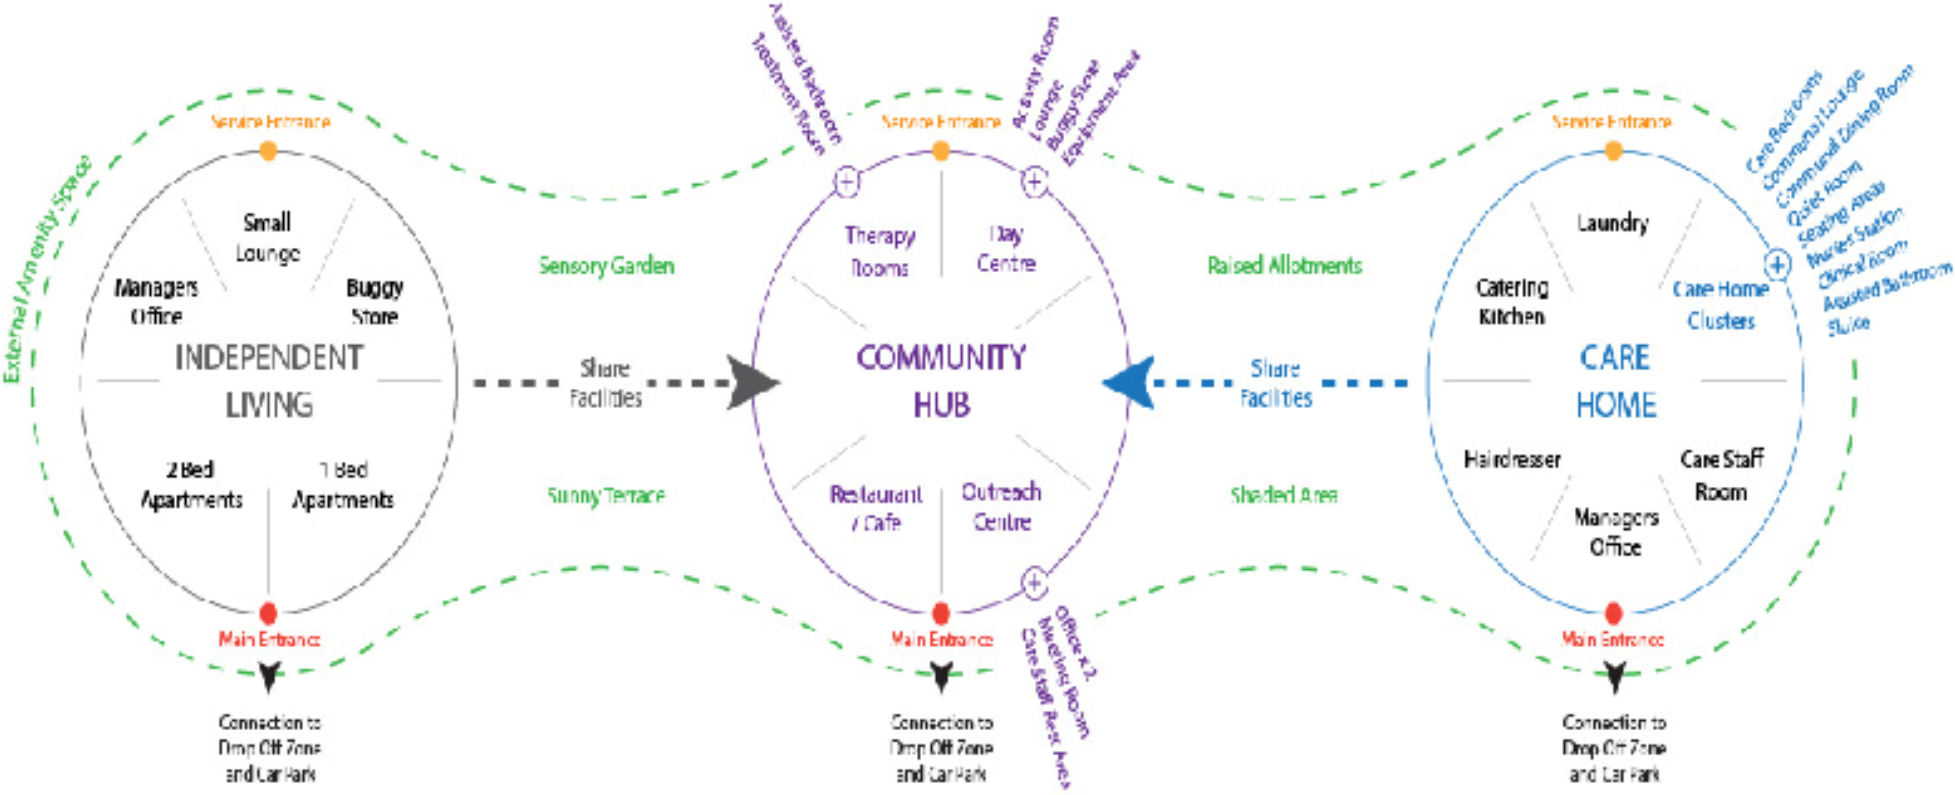 External Amenity Space
Service Entrance
Small
Lounge
Managers
Office
Buggy
Store
INDEPENDENT
LIVING
2 Bed
Apartments
1 Bed
Apartments
Main Entrance
Connection to
Drop Off Zone
and Car Park
Sensory Garden
Share
Facilities
Sunny Terrace
Assisted Bathroom
Treatment Room
Service Entrance
Activity Room
Lounge
Buggy Store
Equipment Area
Therapy
Rooms
Day
Centre
COMMUNITY
HUB
Restaurant
/ Cafe
Outreach
Centre
Main Entrance
Office x 2
Meeting Room
Care Staff Rest Area
Connection to
Drop Off Zone
and Car Park
Raised Allotments
Share
Facilities
Shaded Area
Service Entrance
Care Bedrooms
Communal Lounge
Communal Dining Room
Quiet Room
Seating Areas
Nurses Station
Clinical Room
Assisted Bathroom
Sluice
Laundry
Catering
Kitchen
Care Home
Clusters
CARE
HOME
Hairdresser
Care Staff
Room
Managers
Office
Main Entrance
Connection to
Drop Off Zone
and Car Park